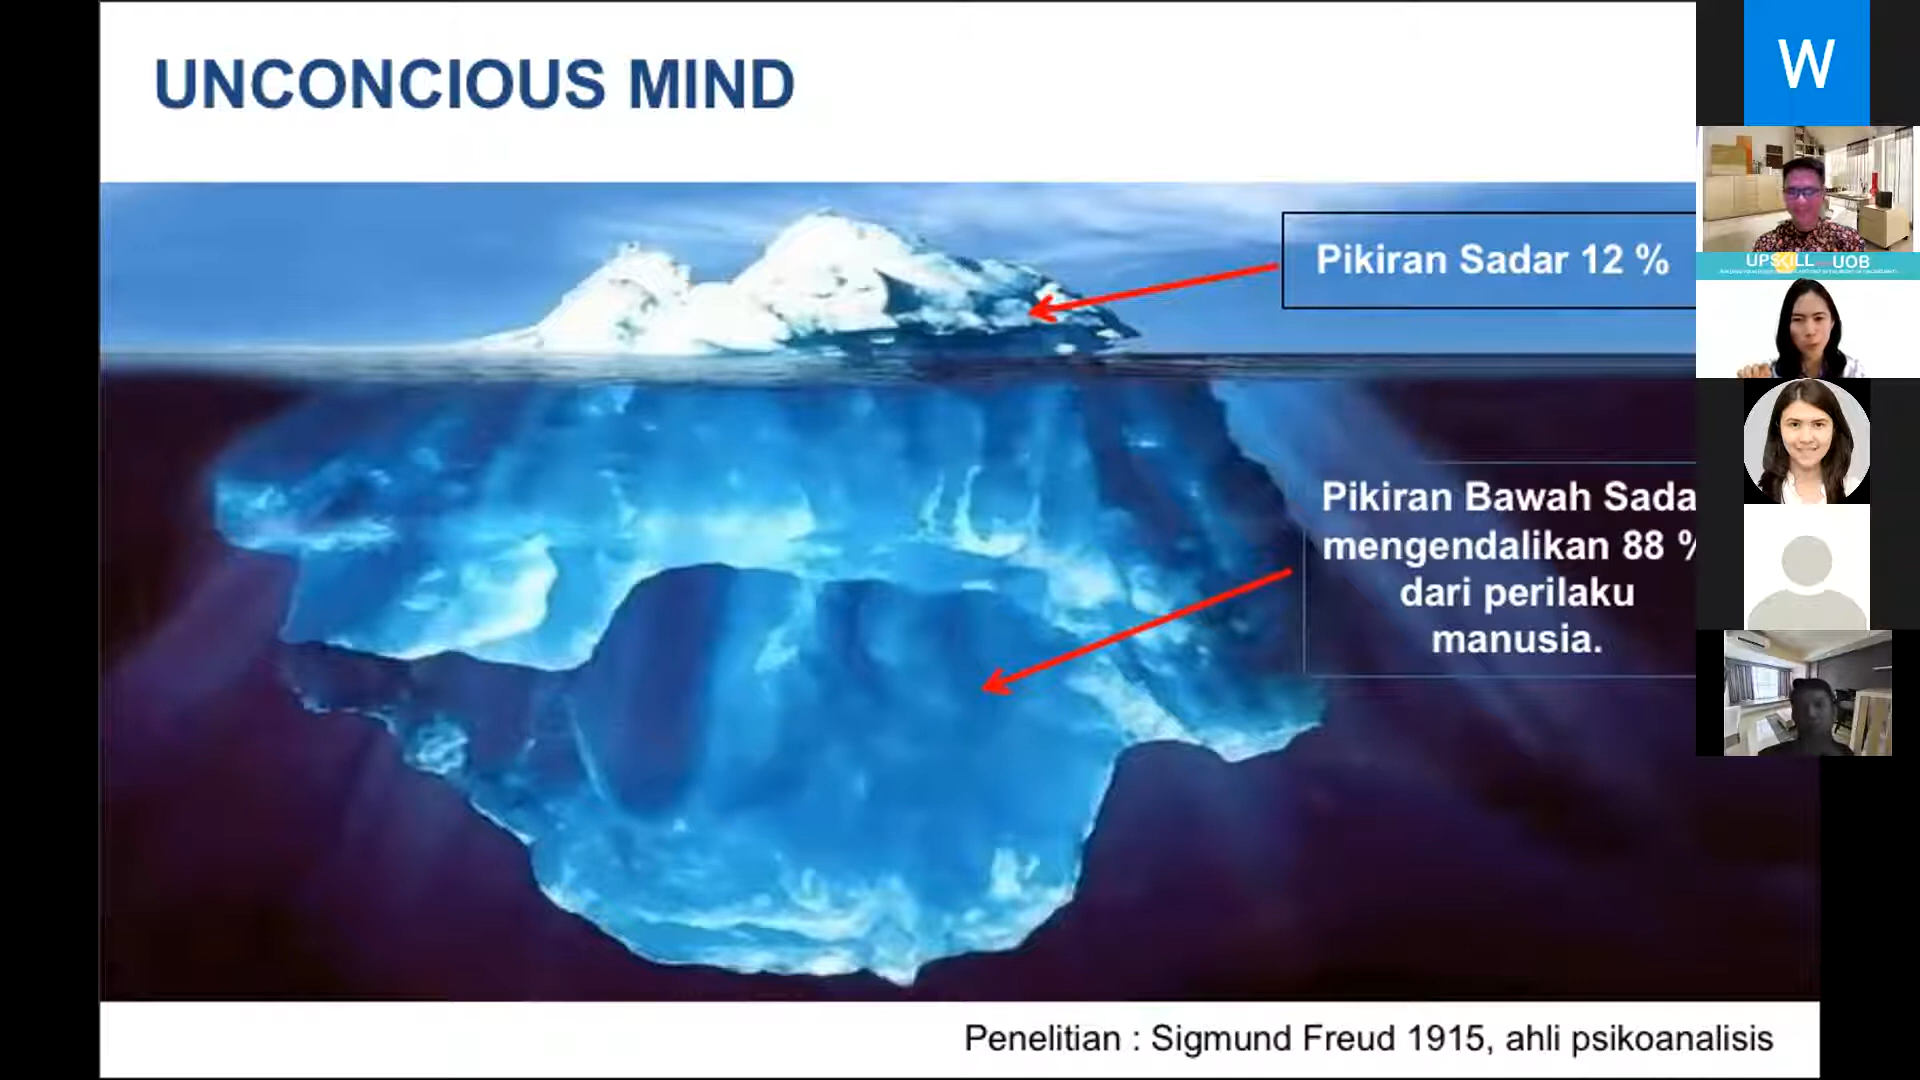 UNCONCIOUS MIND
Pikiran Sadar 12 %
Pikiran Bawah Sada
mengendalikan 88 %
dari perilaku
manusia.
Penelitian : Sigmund Freud 1915, ahli psikoanalisis
W
UPSKILL UOB